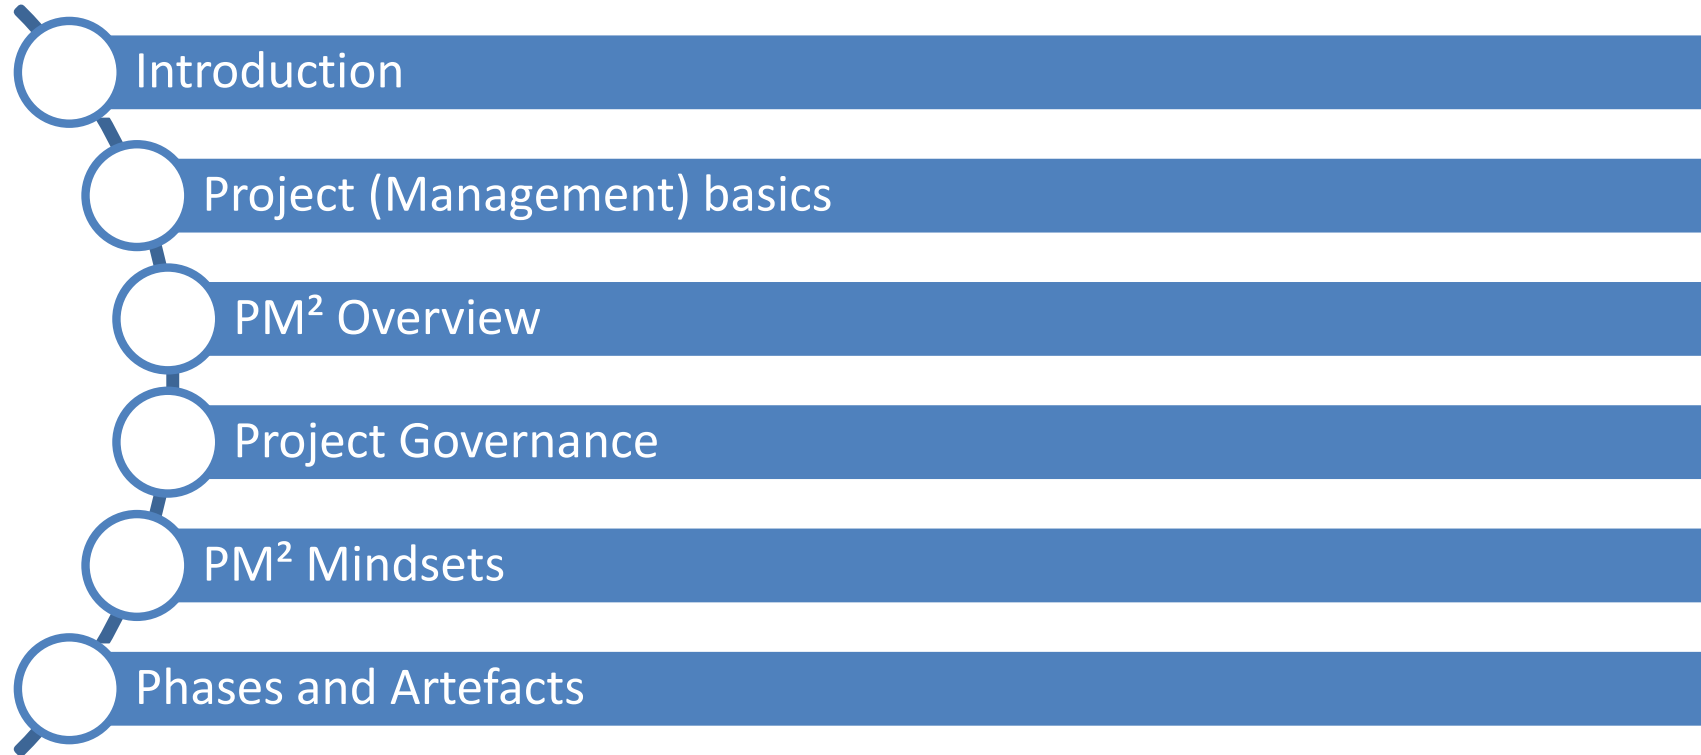 Introduction
Project (Management) basics
PM² Overview
Project Governance
PM² Mindsets
Phases and Artefacts